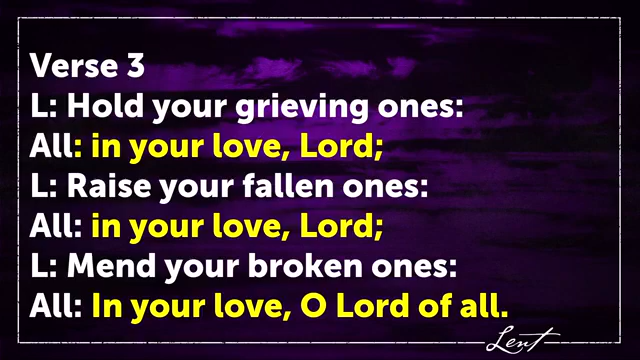 Verse 3
L: Hold your grieving ones:
All: in your love, Lord;
L: Raise your fallen ones:
All: in your love, Lord;
L: Mend your broken ones:
All: In your love, O Lord of all.
Lent